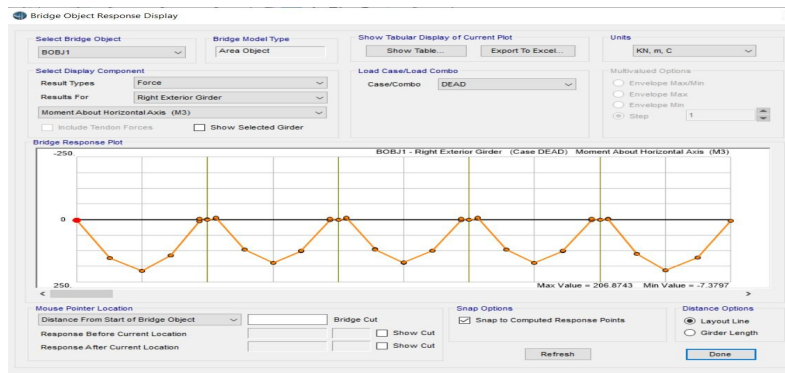 Bridge Object Response Display
Select Bridge Object
BOBJ1
Bridge Model Type
Area Object
Show Tabular Display of Current Plot
Show Table...
Export To Excel...
Units
KN, m, C
Select Display Component
Result Types
Force
Results For
Right Exterior Girder
Moment About Horizontal Axis (M3)
Include Tendon Forces
Show Selected Girder
Load Case/Load Combo
Case/Combo
DEAD
Multivalued Options
Envelope Max/Min
Envelope Max
Envelope Min
Step
1
Bridge Response Plot
-250.
BOBJ1 - Right Exterior Girder (Case DEAD) Moment About Horizontal Axis (M3)
0
250.
Max Value = 206.8743 Min Value = -7.3797
Mouse Pointer Location
Distance From Start of Bridge Object
Bridge Cut
Response Before Current Location
Show Cut
Response After Current Location
Show Cut
Snap Options
Snap to Computed Response Points
Distance Options
Layout Line
Girder Length
Refresh
Done